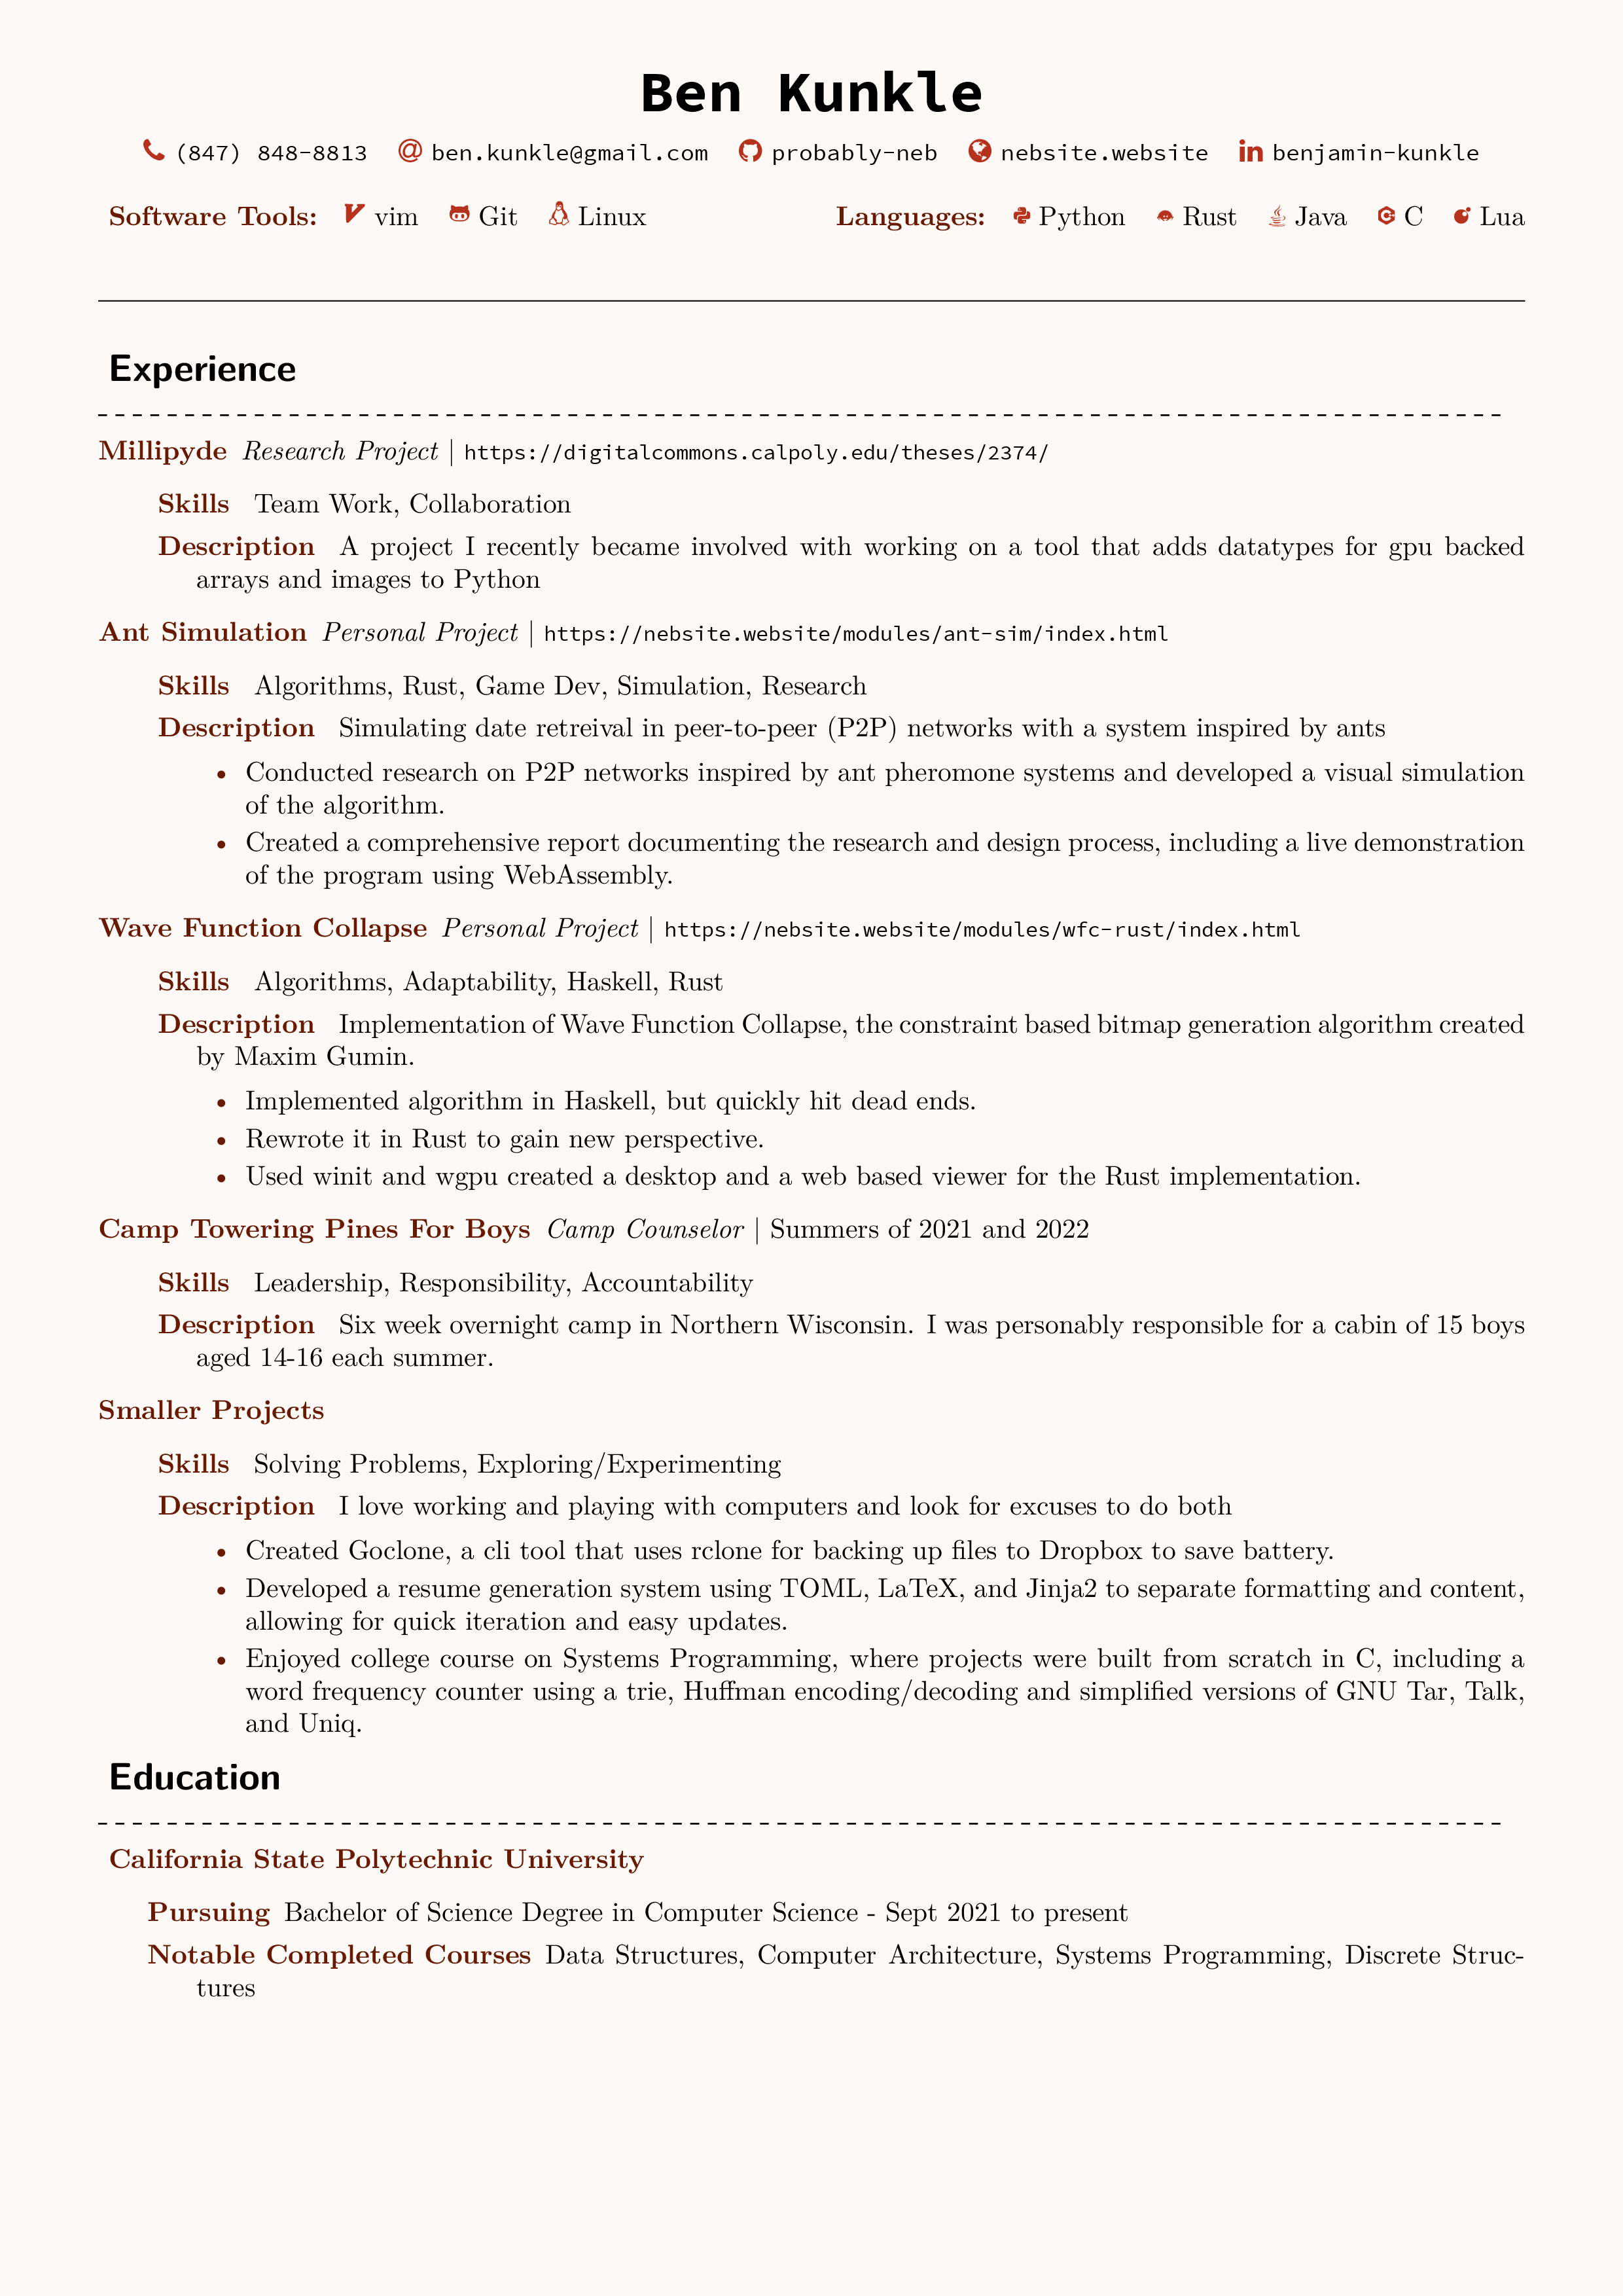 Ben Kunkle
(847) 848-8813 ben.kunkle@gmail.com probably-neb nebsite.website benjamin-kunkle
Software Tools: vim Git Linux Languages: Python Rust Java C Lua
Experience
Millipyde Research Project | https://digitalcommons.calpoly.edu/theses/2374/
Skills Team Work, Collaboration
Description A project I recently became involved with working on a tool that adds datatypes for gpu backed
arrays and images to Python
Ant Simulation Personal Project | https://nebsite.website/modules/ant-sim/index.html
Skills Algorithms, Rust, Game Dev, Simulation, Research
Description Simulating date retreival in peer-to-peer (P2P) networks with a system inspired by ants
• Conducted research on P2P networks inspired by ant pheromone systems and developed a visual simulation
of the algorithm.
• Created a comprehensive report documenting the research and design process, including a live demonstration
of the program using WebAssembly.
Wave Function Collapse Personal Project | https://nebsite.website/modules/wfc-rust/index.html
Skills Algorithms, Adaptability, Haskell, Rust
Description Implementation of Wave Function Collapse, the constraint based bitmap generation algorithm created
by Maxim Gumin.
• Implemented algorithm in Haskell, but quickly hit dead ends.
• Rewrote it in Rust to gain new perspective.
• Used winit and wgpu created a desktop and a web based viewer for the Rust implementation.
Camp Towering Pines For Boys Camp Counselor | Summers of 2021 and 2022
Skills Leadership, Responsibility, Accountability
Description Six week overnight camp in Northern Wisconsin. I was personably responsible for a cabin of 15 boys
aged 14-16 each summer.
Smaller Projects
Skills Solving Problems, Exploring/Experimenting
Description I love working and playing with computers and look for excuses to do both
• Created Goclone, a cli tool that uses rclone for backing up files to Dropbox to save battery.
• Developed a resume generation system using TOML, LaTeX, and Jinja2 to separate formatting and content,
allowing for quick iteration and easy updates.
• Enjoyed college course on Systems Programming, where projects were built from scratch in C, including a
word frequency counter using a trie, Huffman encoding/decoding and simplified versions of GNU Tar, Talk,
and Uniq.
Education
California State Polytechnic University
Pursuing Bachelor of Science Degree in Computer Science - Sept 2021 to present
Notable Completed Courses Data Structures, Computer Architecture, Systems Programming, Discrete Struc-
tures